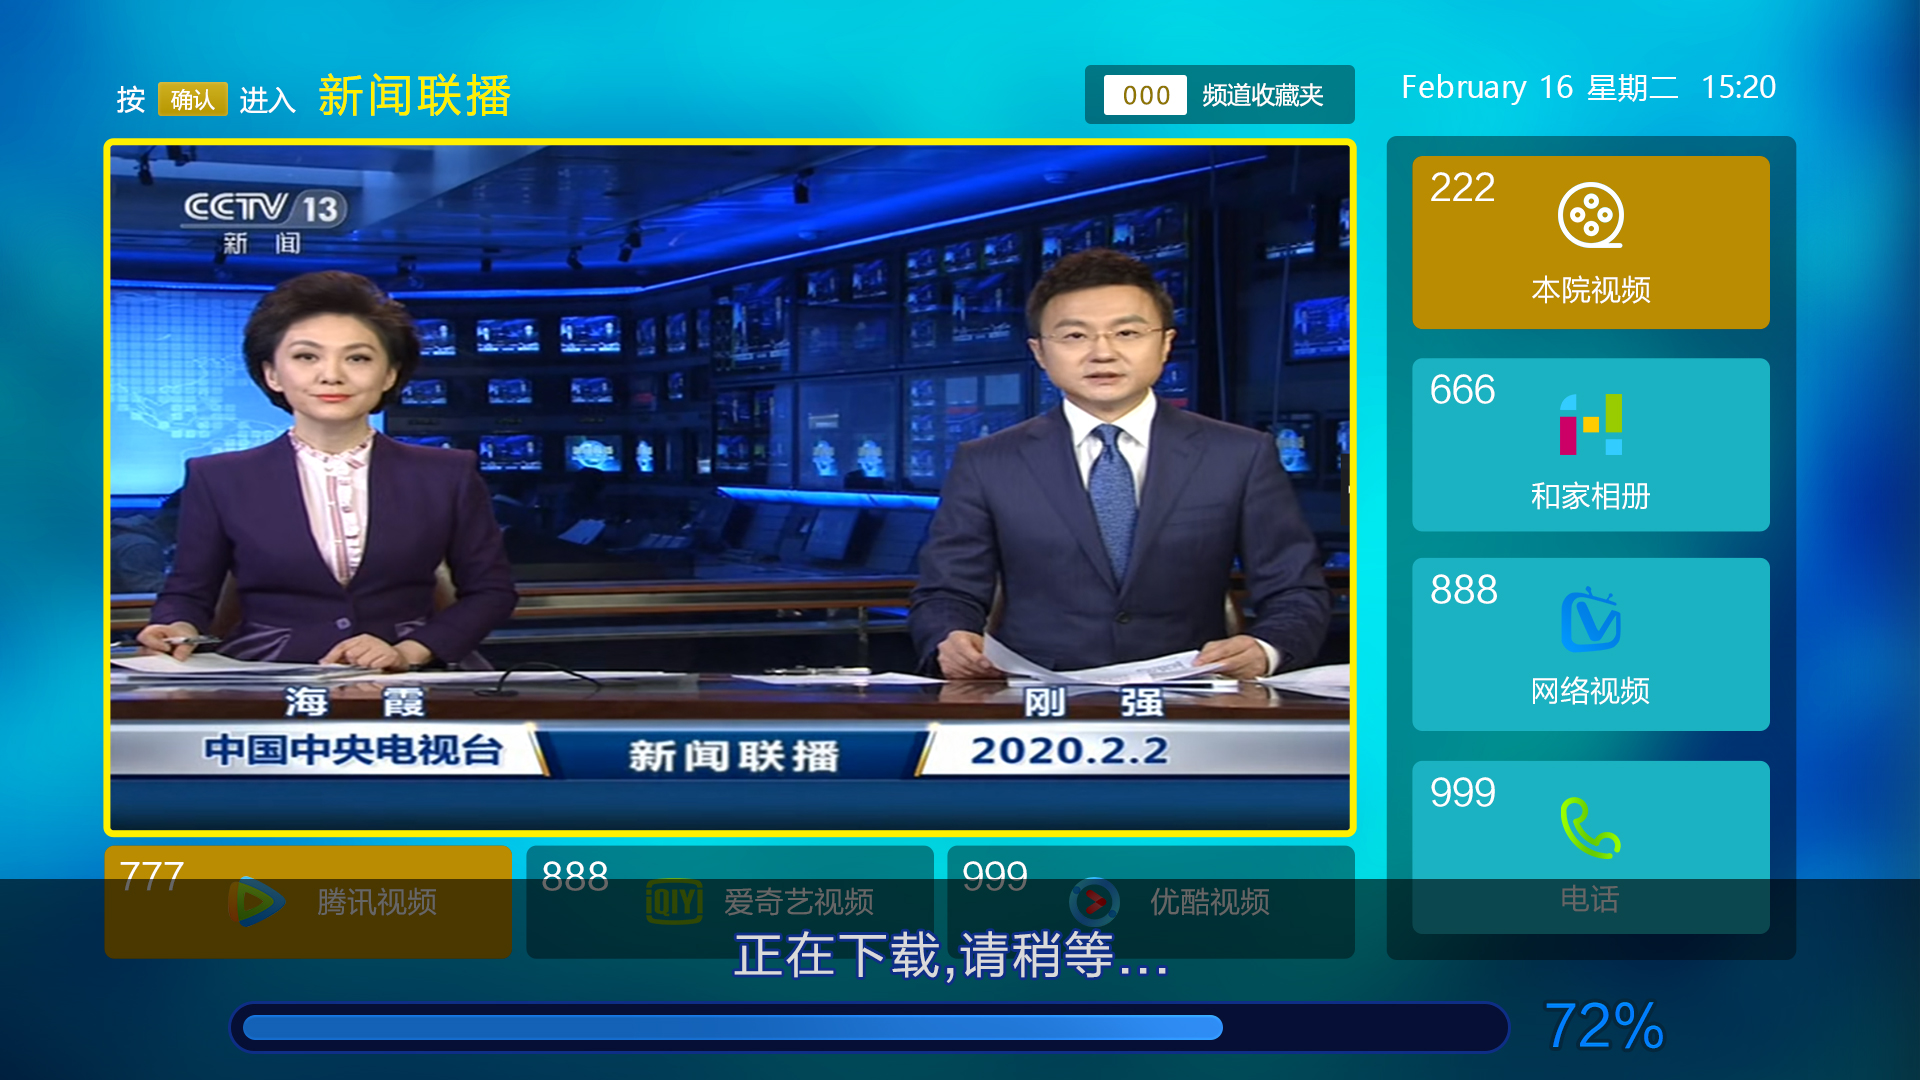 按 确认 进入 新闻联播
000 频道收藏夹
February 16 星期二 15:20
CCTV 13
新闻
海霞
刚强
中国中央电视台
新闻联播
2020.2.2
222
本院视频
666
和家相册
888
网络视频
999
电话
777
腾讯视频
888
iQIYI
爱奇艺视频
999
优酷视频
正在下载,请稍等...
72%